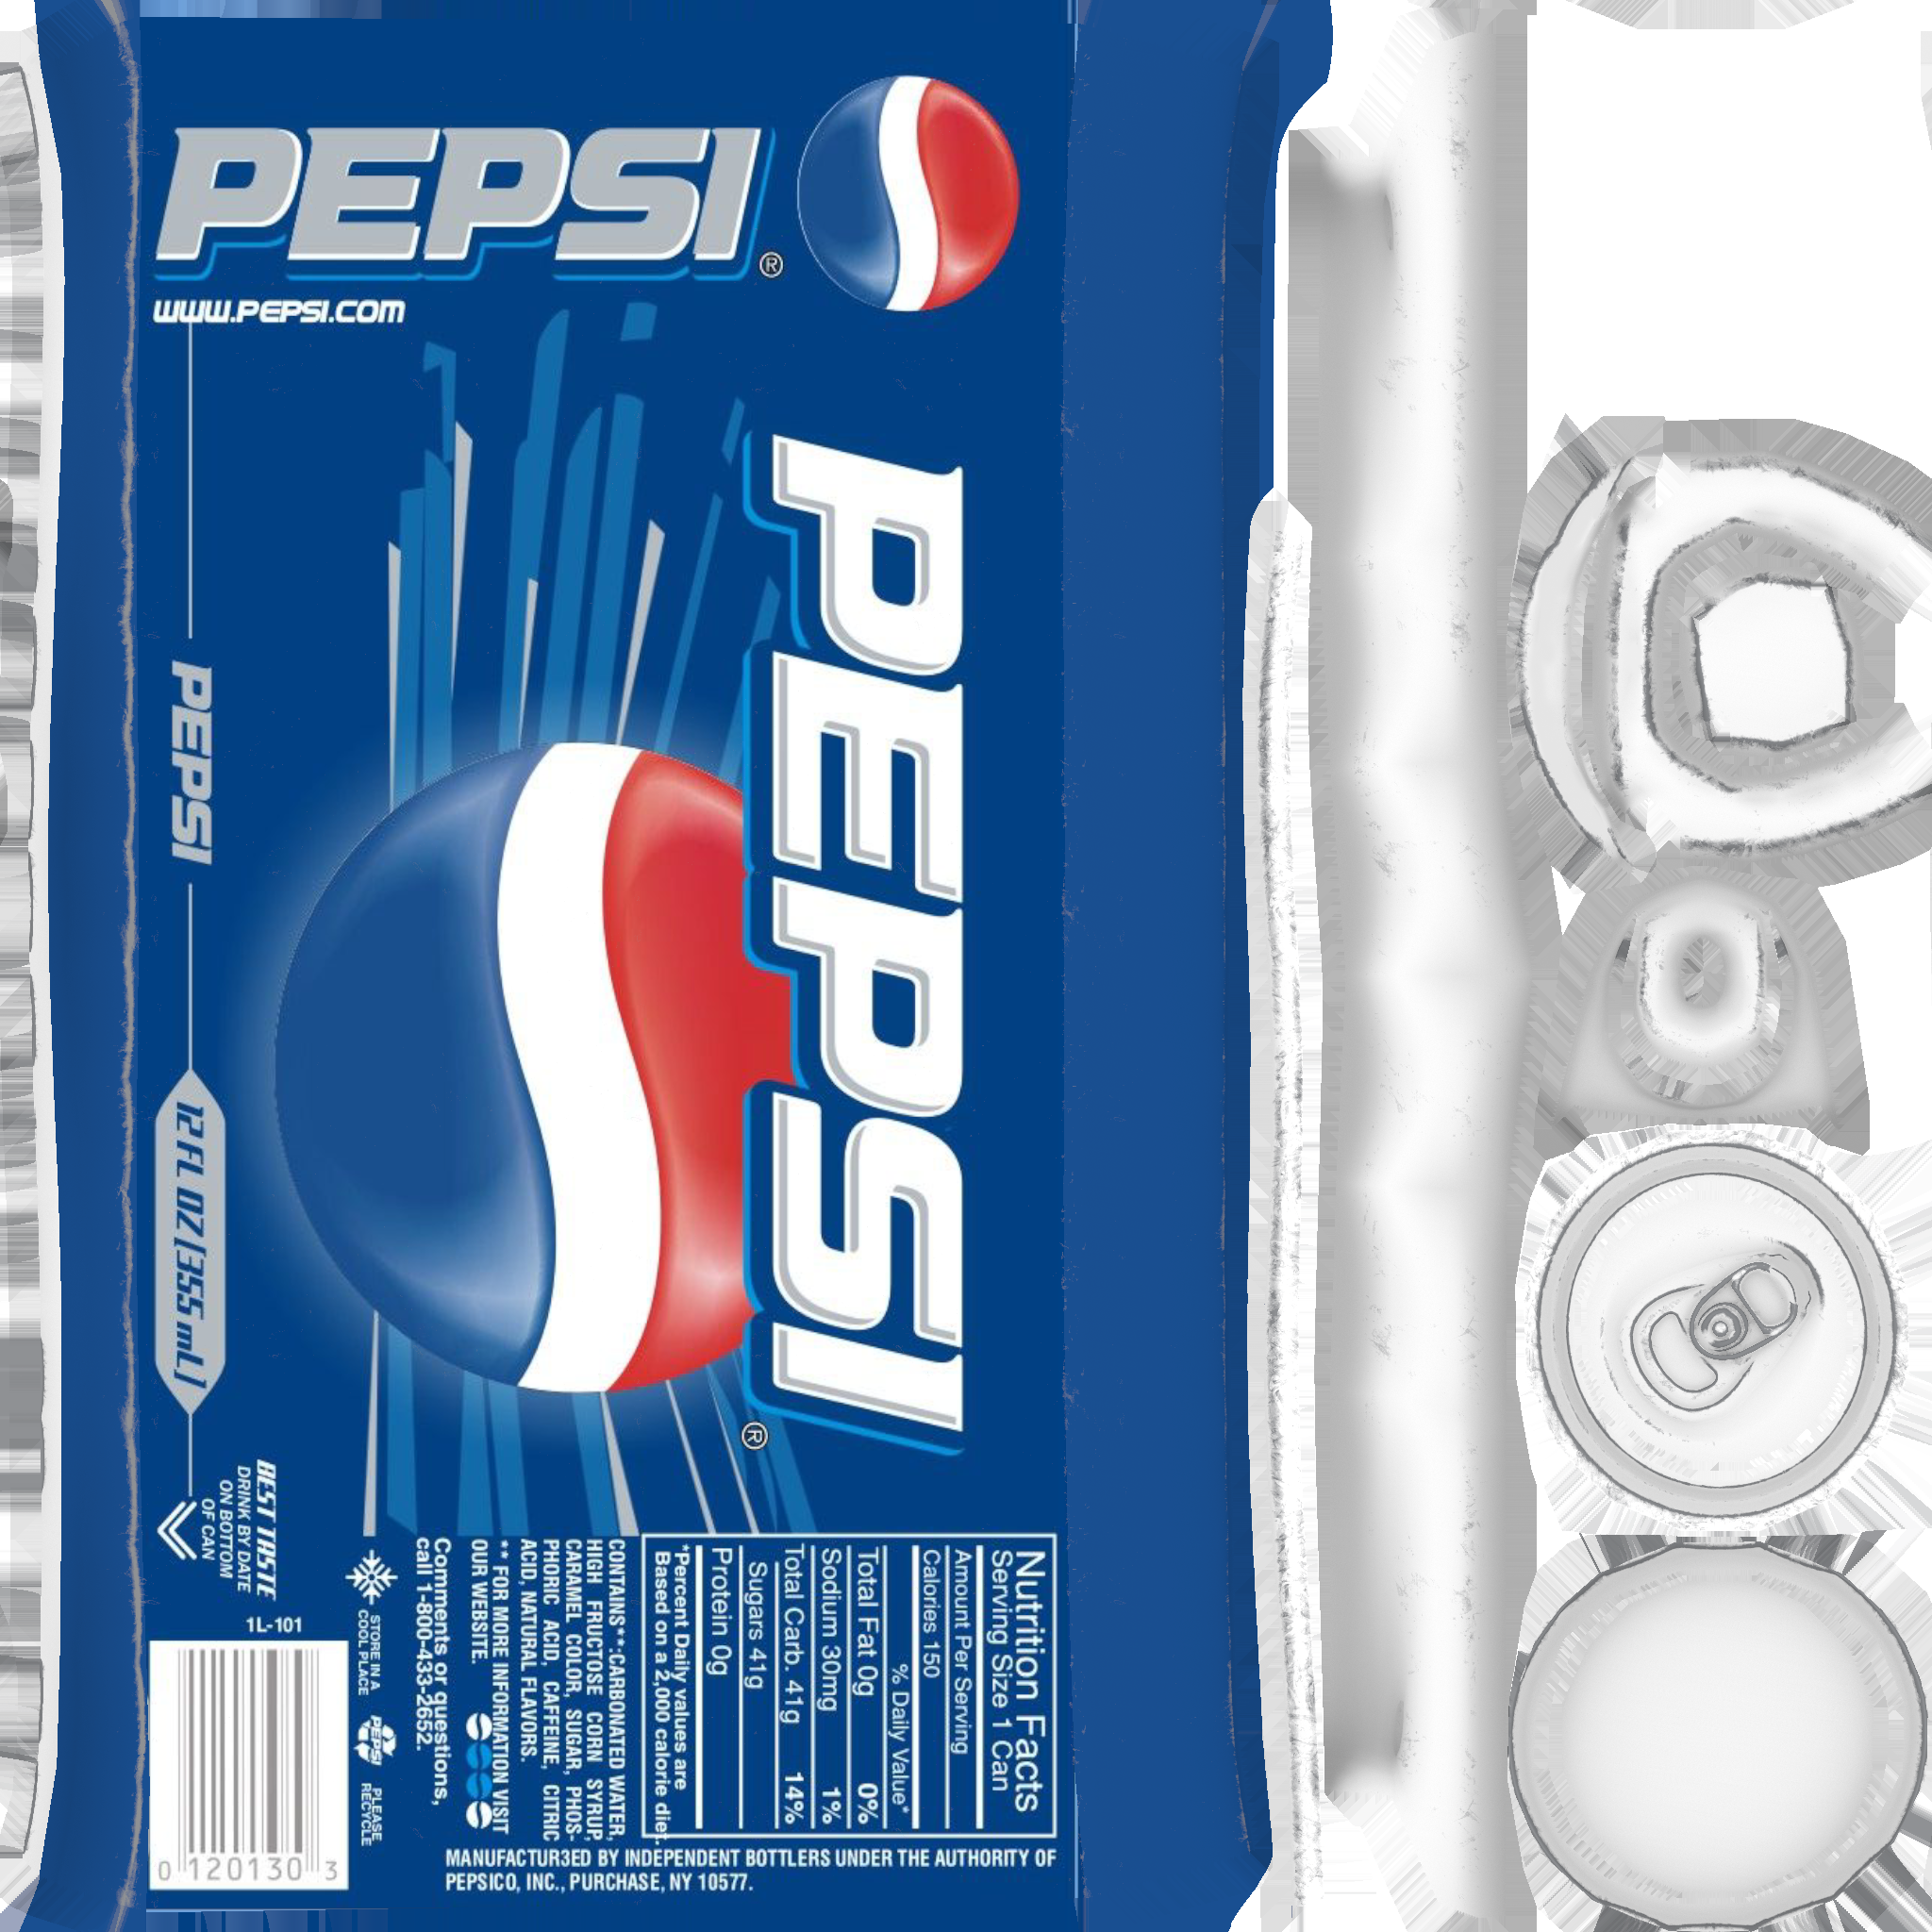 PEPSI®
WWW.PEPSI.COM
PEPSI®
PEPSI
12 FL OZ (355 mL)
BEST TASTE
DRINK BY DATE
ON BOTTOM
OF CAN
Nutrition Facts
Serving Size 1 Can
Amount Per Serving
Calories 150
% Daily Value*
Total Fat 0g 0%
Sodium 30mg 1%
Total Carb. 41g 14%
Sugars 41g
Protein 0g
*Percent Daily values are
Based on a 2,000 calorie diet.
CONTAINS**:CARBONATED WATER,
HIGH FRUCTOSE CORN SYRUP,
CARAMEL COLOR, SUGAR, PHOS-
PHORIC ACID, CAFFEINE, CITRIC
ACID, NATURAL FLAVORS.
** FOR MORE INFORMATION VISIT
OUR WEBSITE.
Comments or questions,
call 1-800-433-2652.
STORE IN A
COOL PLACE
PEPSI
PLEASE
RECYCLE
1L-101
0 120130 3
MANUFACTUR3ED BY INDEPENDENT BOTTLERS UNDER THE AUTHORITY OF
PEPSICO, INC., PURCHASE, NY 10577.